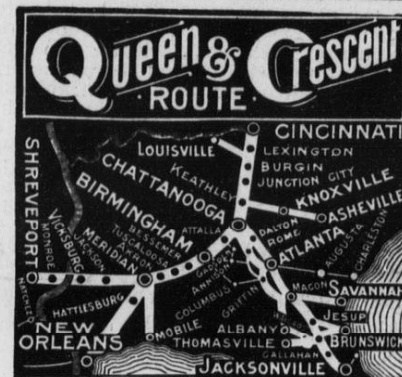 Queen & Crescent
ROUTE
CINCINNATI
LOUISVILLE
LEXINGTON
BURGIN
JUNCTION CITY
KEATHLEY
CHATTANOOGA
KNOXVILLE
ASHEVILLE
BIRMINGHAM
ATTALLA
DALTON
ROME
ATLANTA
AUGUSTA
CHARLESTON
SHREVEPORT
MONROE
VICKSBURG
JACKSON
MERIDIAN
BESSEMER
TUSCALOOSA
AKRON
COLUMBUS
GRIFFIN
MACON
SAVANNAH
NATCHEZ
HATTIESBURG
JESUP
NEW
ORLEANS
MOBILE
ALBANY
THOMASVILLE
BRUNSWICK
CALLAHAN
JACKSONVILLE